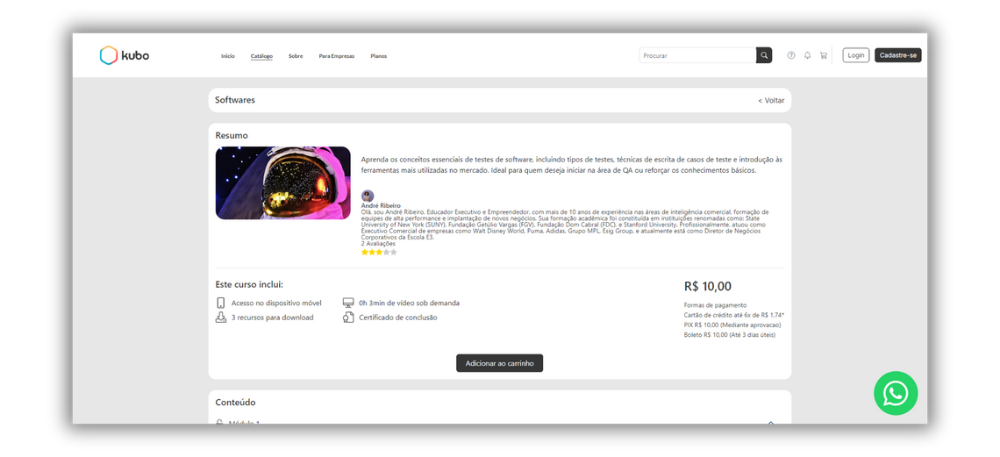 kubo
Início Catálogo Sobre Para Empresas Planos
Procurar
Login Cadastre-se
Softwares
< Voltar
Resumo
Aprenda os conceitos essenciais de testes de software, incluindo tipos de testes, técnicas de escrita de casos de teste e introdução às
ferramentas mais utilizadas no mercado. Ideal para quem deseja iniciar na área de QA ou reforçar os conhecimentos básicos.
André Ribeiro
Olá, sou André Ribeiro, Educador Executivo e Empreendedor, com mais de 10 anos de experiência nas áreas de inteligência comercial, formação de
equipes de alta performance e implantação de novos negócios. Sua formação acadêmica foi constituída em instituições renomadas como: State
University of New York (SUNY), Fundação Getúlio Vargas (FGV), Fundação Dom Cabral (FDC), e Stanford University. Profissionalmente, atuou como
Executivo Comercial de empresas como Walt Disney World, Puma, Adidas, Grupo MPL, Esig Group, e atualmente está como Diretor de Negócios
Corporativos da Escola E3.
2 Avaliações
Este curso inclui:
Acesso no dispositivo móvel
0h 3min de vídeo sob demanda
3 recursos para download
Certificado de conclusão
R$ 10,00
Formas de pagamento
Cartão de crédito até 6x de R$ 1,74*
PIX R$ 10,00 (Mediante aprovacao)
Boleto R$ 10,00 (Até 3 dias úteis)
Adicionar ao carrinho
Conteúdo
Módulo 1